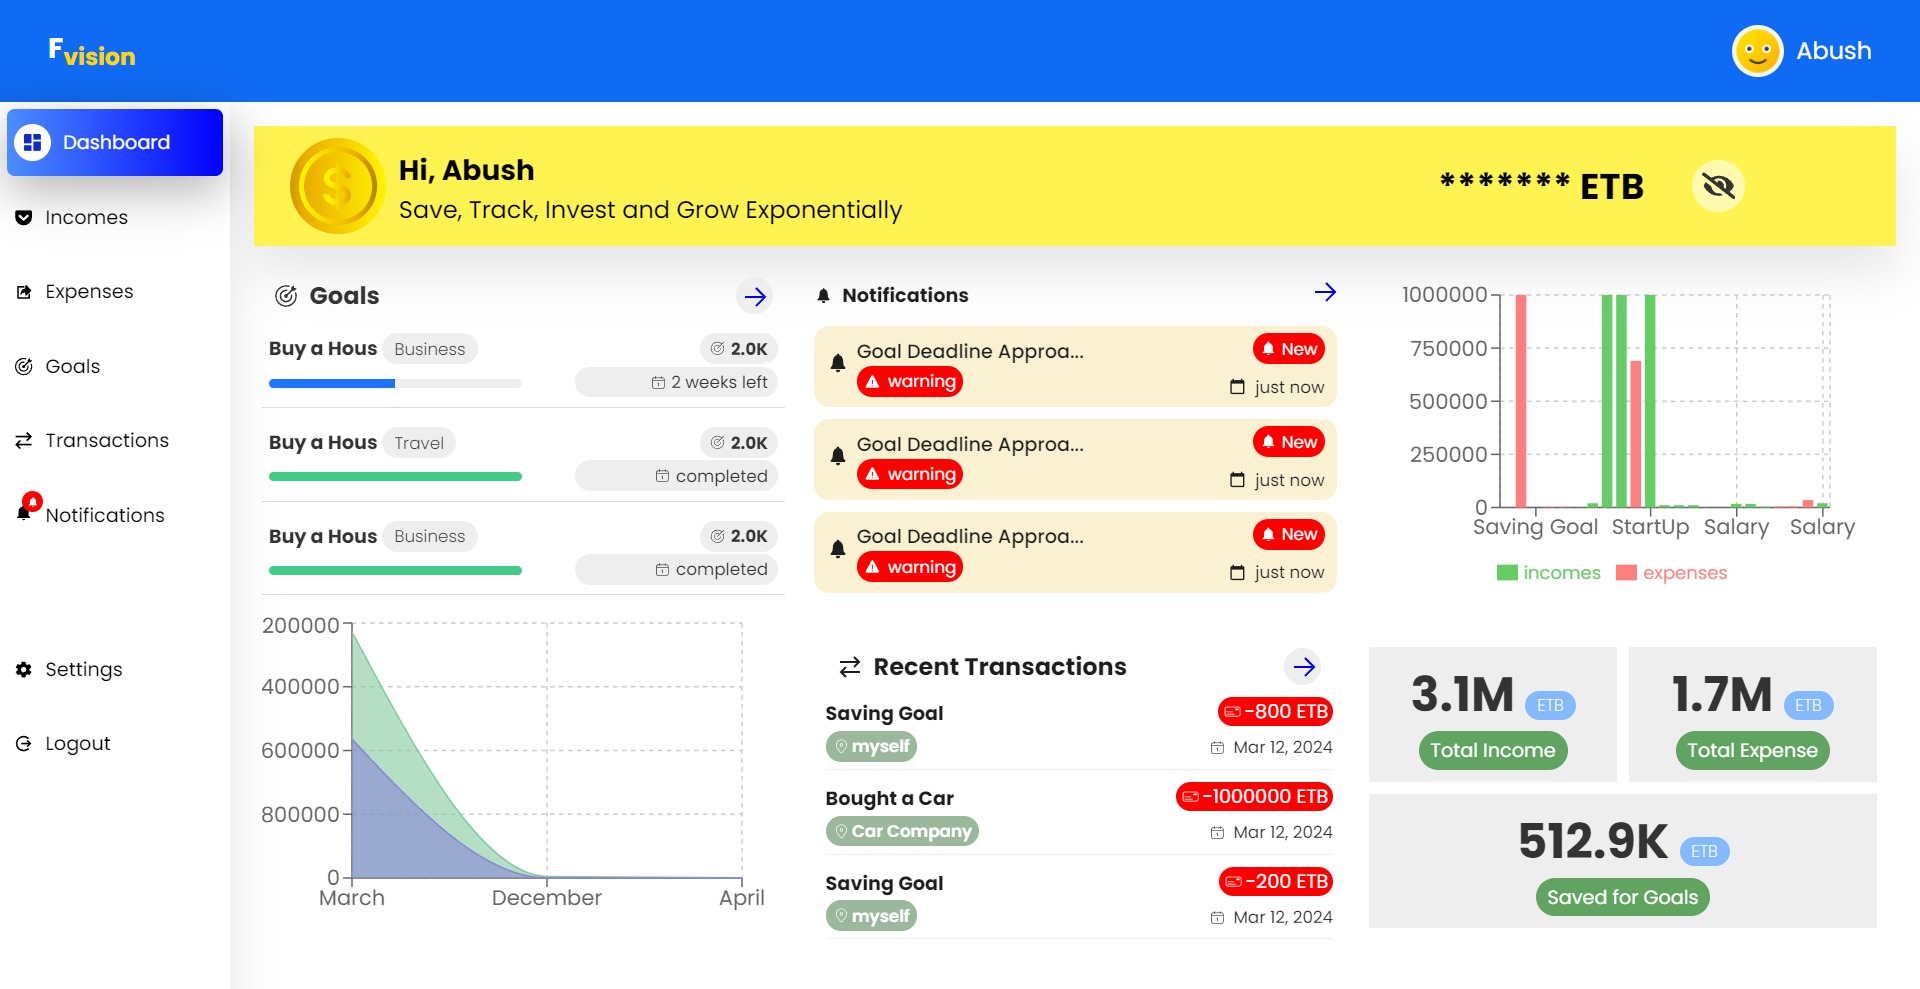 Fvision
Abush
Dashboard
Incomes
Expenses
Goals
Transactions
Notifications
Settings
Logout
Hi, Abush
Save, Track, Invest and Grow Exponentially
******* ETB
Goals
Buy a Hous Business 2.0K
2 weeks left
Buy a Hous Travel 2.0K
completed
Buy a Hous Business 2.0K
completed
Notifications
Goal Deadline Approa... New
warning just now
Goal Deadline Approa... New
warning just now
Goal Deadline Approa... New
warning just now
1000000
750000
500000
250000
0
Saving Goal StartUp Salary Salary
incomes expenses
200000
400000
600000
800000
0
March December April
Recent Transactions
Saving Goal -800 ETB
myself Mar 12, 2024
Bought a Car -1000000 ETB
Car Company Mar 12, 2024
Saving Goal -200 ETB
myself Mar 12, 2024
3.1M ETB
Total Income
1.7M ETB
Total Expense
512.9K ETB
Saved for Goals